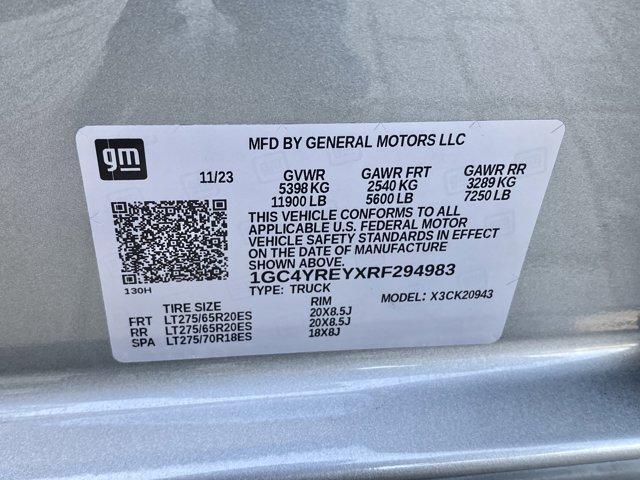 gm
MFD BY GENERAL MOTORS LLC
11/23 GVWR GAWR FRT GAWR RR
5398 KG 2540 KG 3289 KG
11900 LB 5600 LB 7250 LB
THIS VEHICLE CONFORMS TO ALL
APPLICABLE U.S. FEDERAL MOTOR
VEHICLE SAFETY STANDARDS IN EFFECT
ON THE DATE OF MANUFACTURE
SHOWN ABOVE.
1GC4YREYXRF294983
130H
TYPE: TRUCK MODEL: X3CK20943
TIRE SIZE RIM
FRT LT275/65R20ES 20X8.5J
RR LT275/65R20ES 20X8.5J
SPA LT275/70R18ES 18X8J